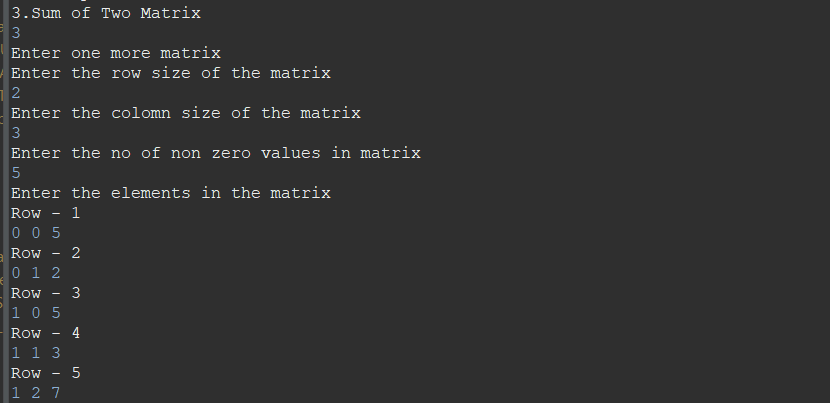 3.Sum of Two Matrix
3
Enter one more matrix
Enter the row size of the matrix
2
Enter the colomn size of the matrix
3
Enter the no of non zero values in matrix
5
Enter the elements in the matrix
Row - 1
0 0 5
Row - 2
0 1 2
Row - 3
1 0 5
Row - 4
1 1 3
Row - 5
1 2 7